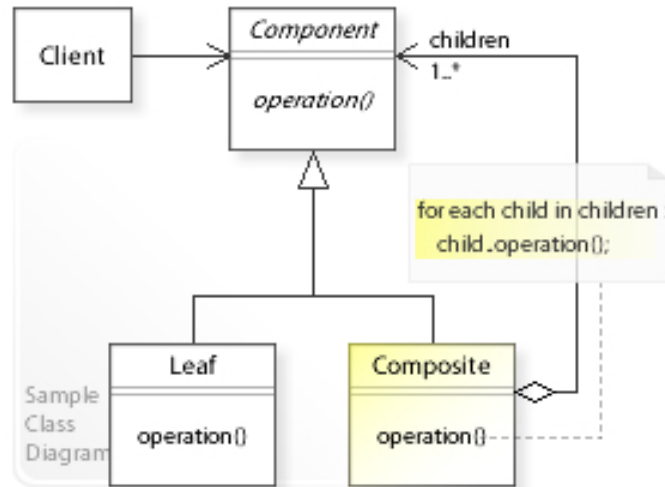 Component
children
Client
1..*
operation()
for each child in children :
child.operation();
Leaf
Composite
Sample
Class
Diagram
operation()
operation()